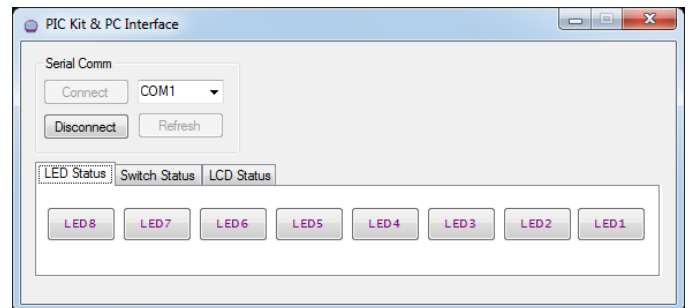 PIC Kit & PC Interface
Serial Comm
Connect COM1
Disconnect Refresh
LED Status Switch Status LCD Status
LED8 LED7 LED6 LED5 LED4 LED3 LED2 LED1